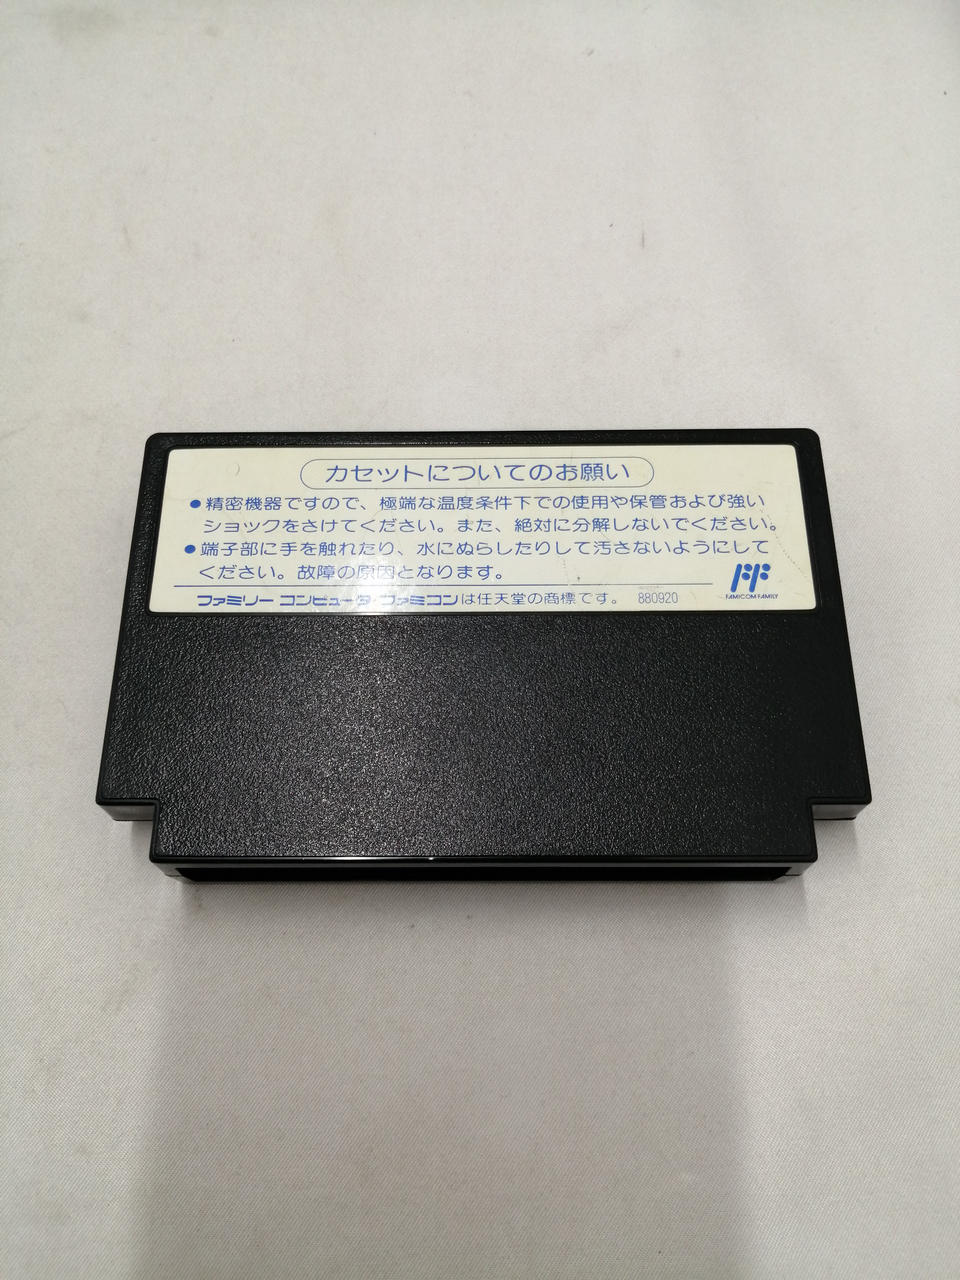 カセットについてのお願い
●精密機器ですので、極端な温度条件下での使用や保管および強い
ショックをさけてください。また、絶対に分解しないでください。
●端子部に手を触れたり、水にぬらしたりして汚さないようにして
ください。故障の原因となります。
FF
FAMICOM FAMILY
ファミリーコンピュータ・ファミコンは任天堂の商標です。 880920